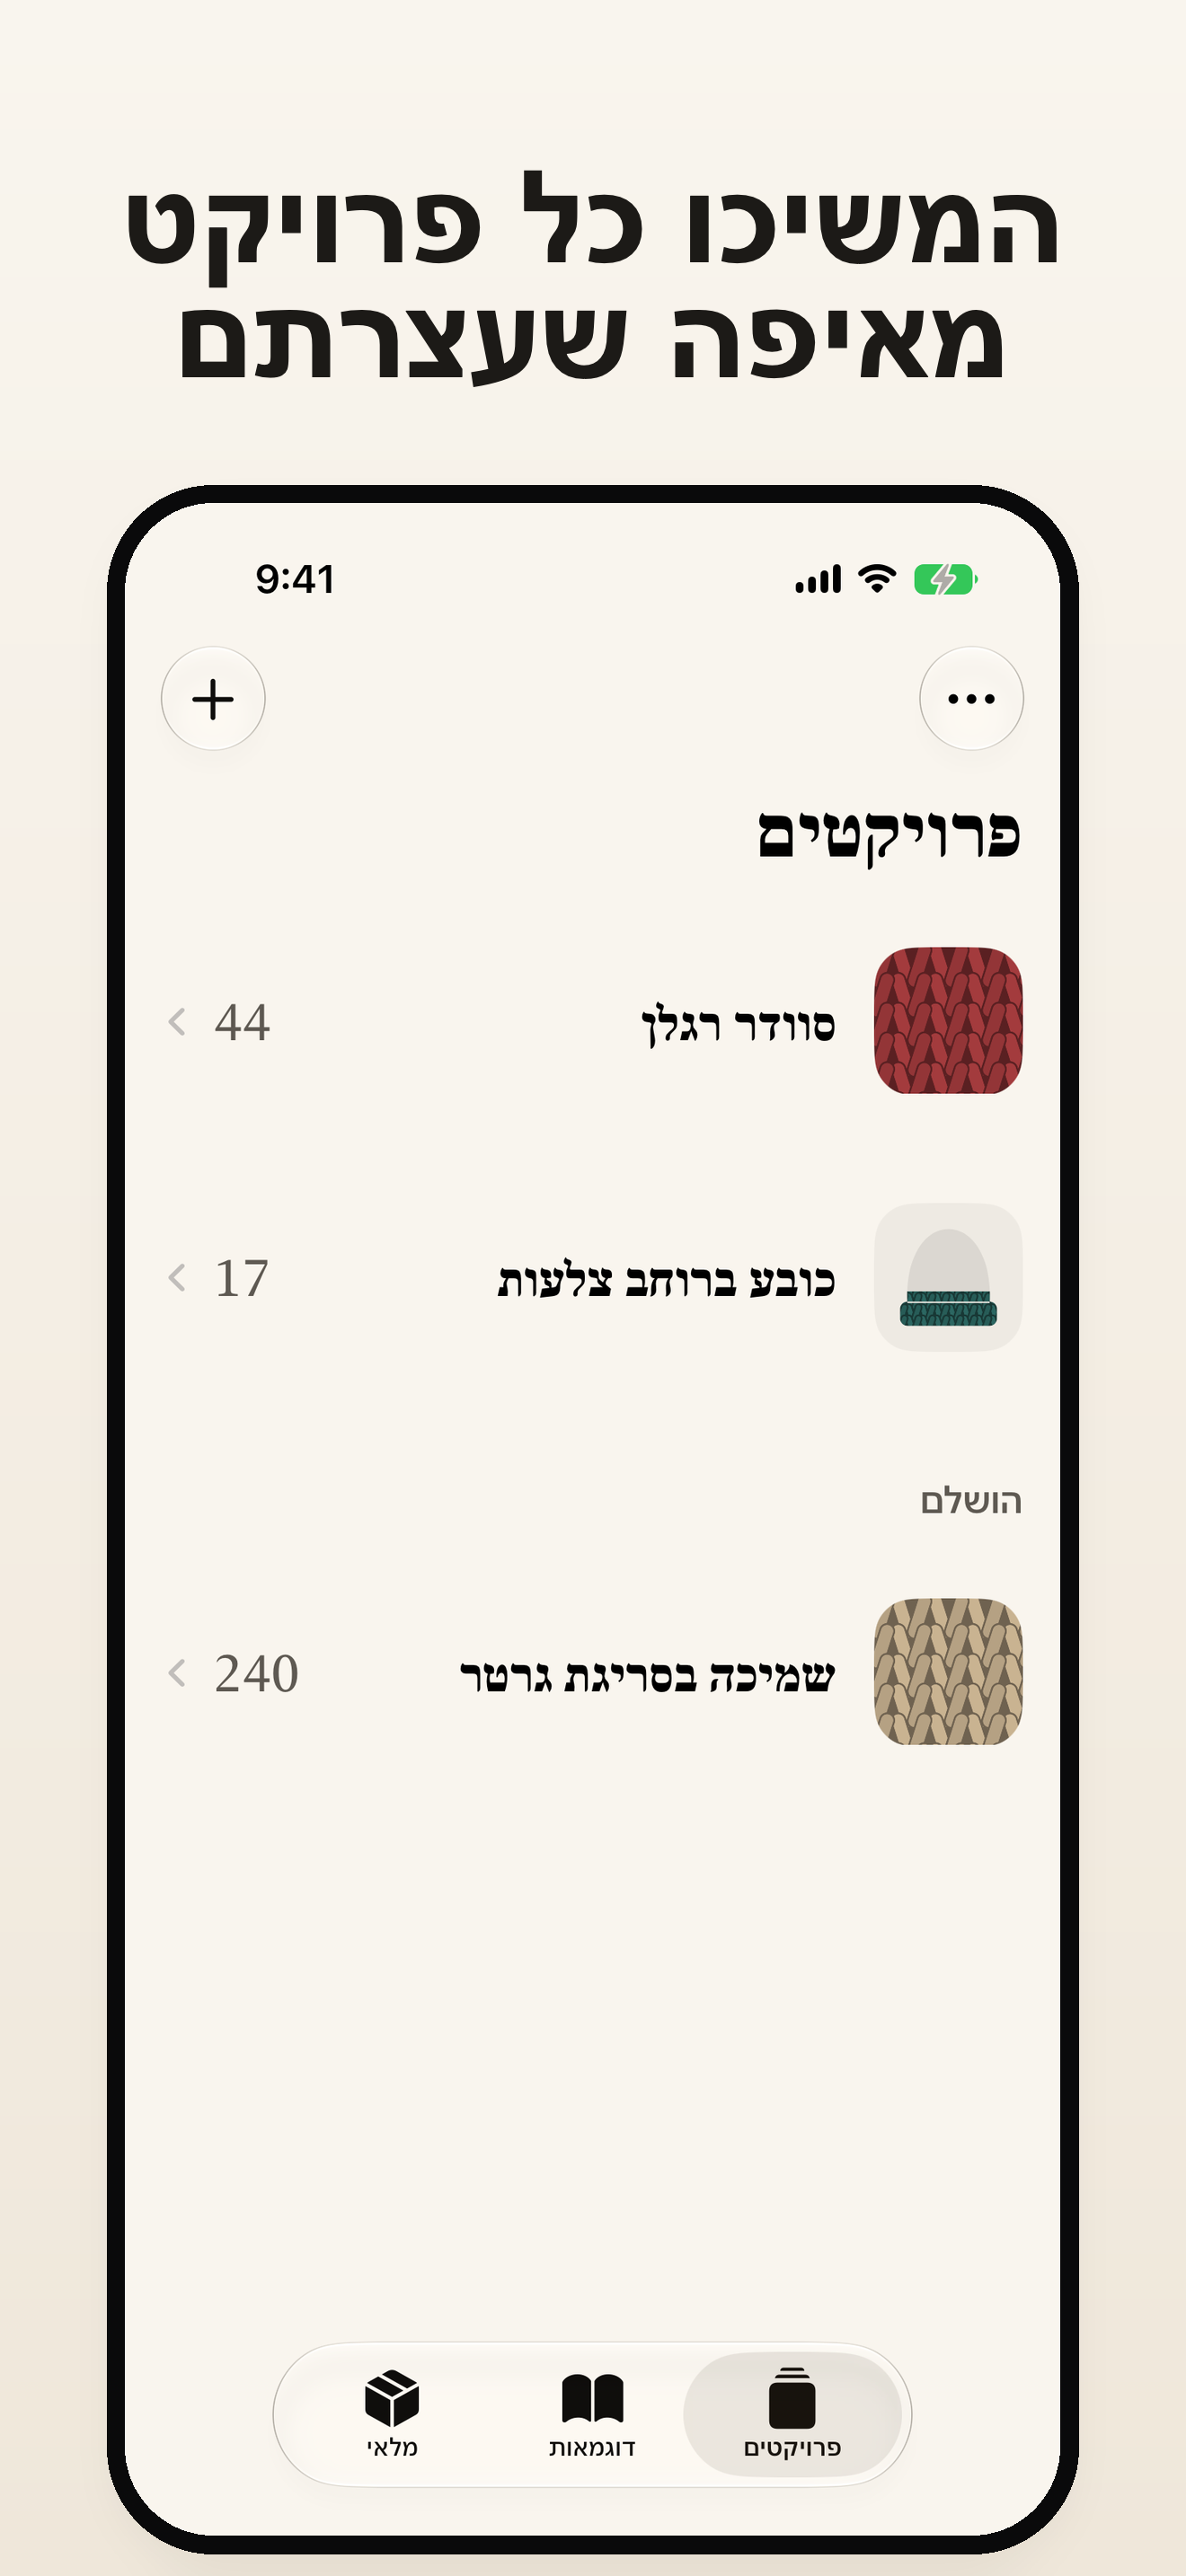 המשיכו כל פרויקט
מאיפה שעצרתם
9:41
פרויקטים
סוודר רגלן 44
כובע ברוחב צלעות 17
הושלם
שמיכה בסריגת גרטר 240
פרויקטים דוגמאות מלאי